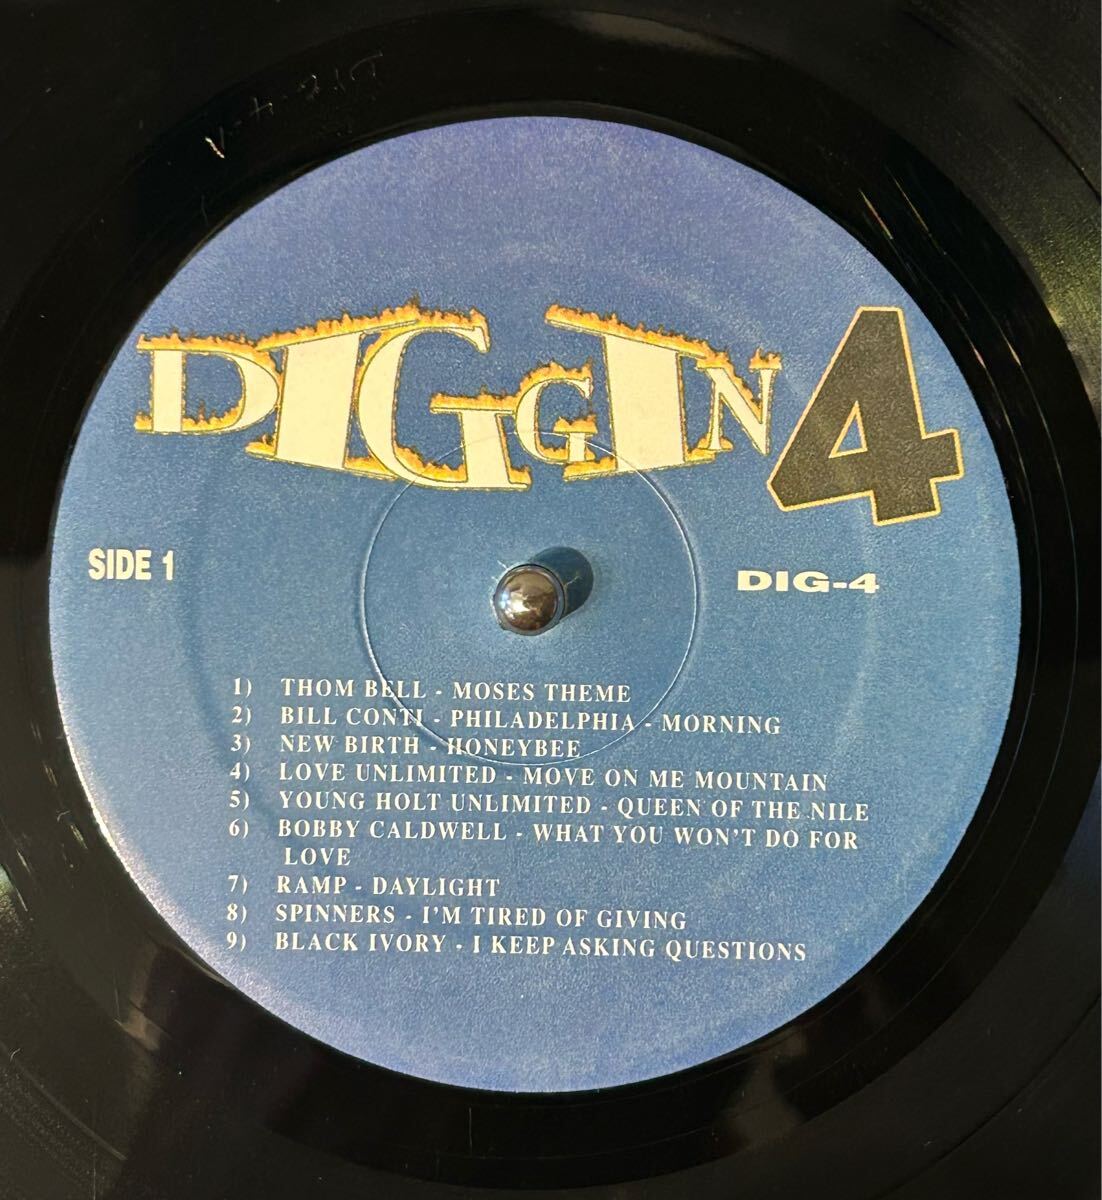 DIGGIN 4
SIDE 1
DIG-4
1) THOM BELL - MOSES THEME
2) BILL CONTI - PHILADELPHIA - MORNING
3) NEW BIRTH - HONEYBEE
4) LOVE UNLIMITED - MOVE ON ME MOUNTAIN
5) YOUNG HOLT UNLIMITED - QUEEN OF THE NILE
6) BOBBY CALDWELL - WHAT YOU WON'T DO FOR
LOVE
7) RAMP - DAYLIGHT
8) SPINNERS - I'M TIRED OF GIVING
9) BLACK IVORY - I KEEP ASKING QUESTIONS